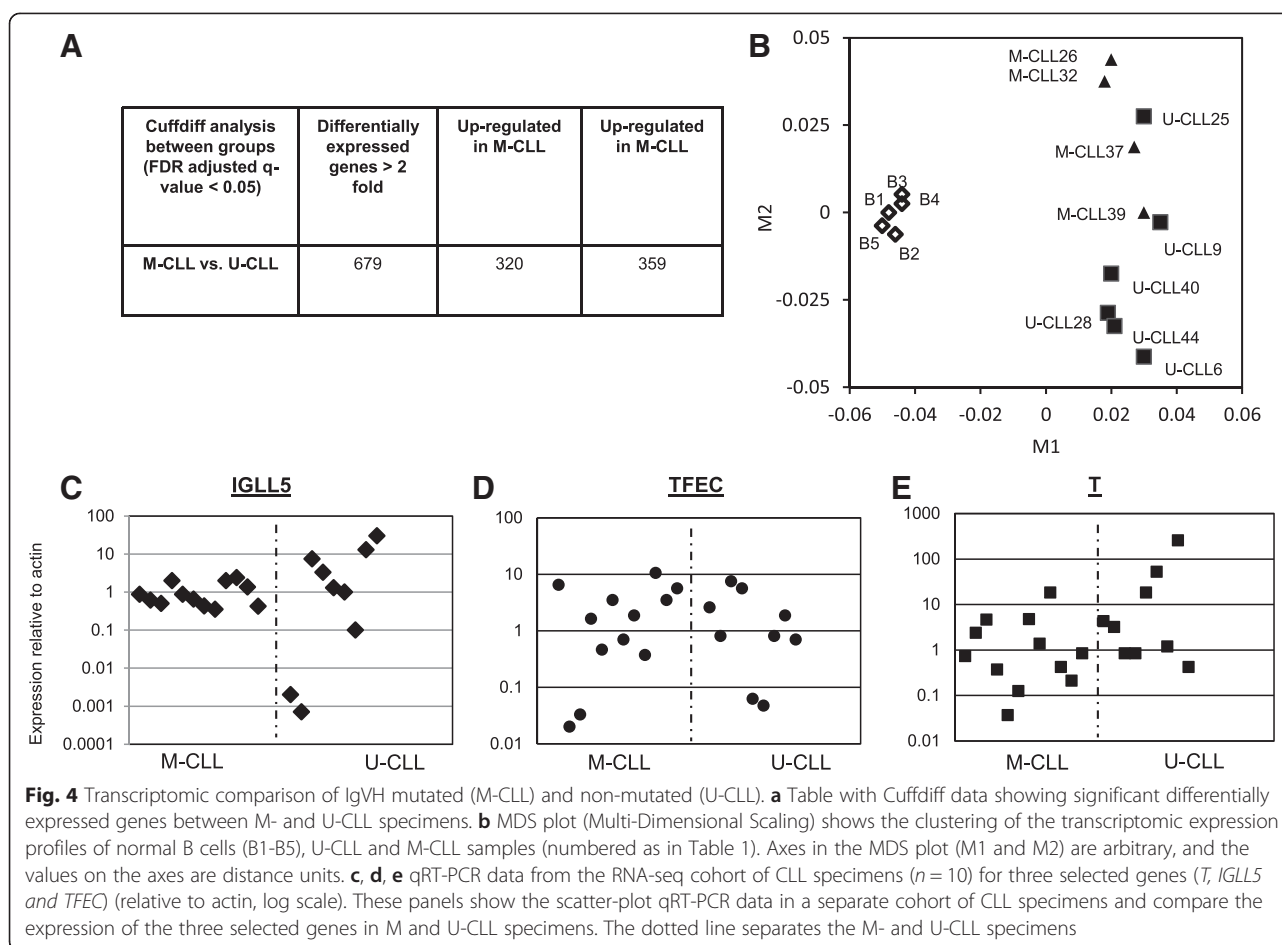 A
Cuffdiff analysis between groups (FDR adjusted q-value < 0.05)
Differentially expressed genes > 2 fold
Up-regulated in M-CLL
Up-regulated in M-CLL
M-CLL vs. U-CLL
679
320
359
B
0.05
0.025
0
-0.025
-0.05
M2
-0.06
-0.04
-0.02
0
0.02
0.04
0.06
M1
M-CLL26
M-CLL32
U-CLL25
M-CLL37
B3
B1
B4
M-CLL39
B5
B2
U-CLL9
U-CLL40
U-CLL28
U-CLL44
U-CLL6
C
IGLL5
Expression relative to actin
100
10
1
0.1
0.01
0.001
0.0001
M-CLL
U-CLL
D
TFEC
100
10
1
0.1
0.01
M-CLL
U-CLL
E
T
1000
100
10
1
0.1
0.01
M-CLL
U-CLL
Fig. 4 Transcriptomic comparison of IgVH mutated (M-CLL) and non-mutated (U-CLL). a Table with Cuffdiff data showing significant differentially
expressed genes between M- and U-CLL specimens. b MDS plot (Multi-Dimensional Scaling) shows the clustering of the transcriptomic expression
profiles of normal B cells (B1-B5), U-CLL and M-CLL samples (numbered as in Table 1). Axes in the MDS plot (M1 and M2) are arbitrary, and the
values on the axes are distance units. c, d, e qRT-PCR data from the RNA-seq cohort of CLL specimens (n = 10) for three selected genes (T, IGLL5
and TFEC) (relative to actin, log scale). These panels show the scatter-plot qRT-PCR data in a separate cohort of CLL specimens and compare the
expression of the three selected genes in M and U-CLL specimens. The dotted line separates the M- and U-CLL specimens